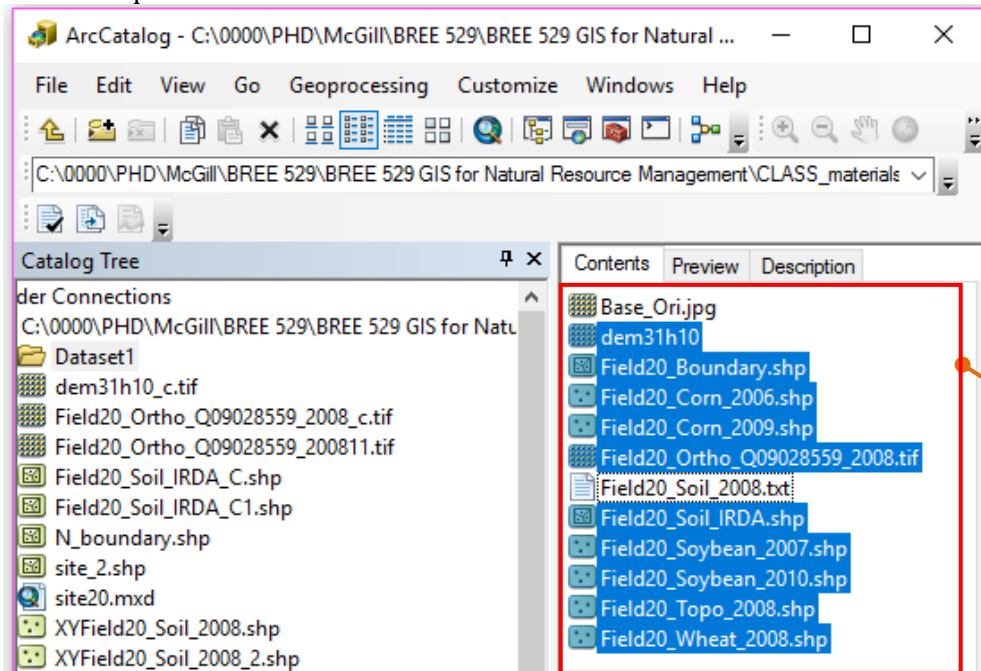 ArcCatalog - C:\0000\PHD\McGill\BREE 529\BREE 529 GIS for Natural ...
File Edit View Go Geoprocessing Customize Windows Help
C:\0000\PHD\McGill\BREE 529\BREE 529 GIS for Natural Resource Management\CLASS_materials
Catalog Tree
der Connections
C:\0000\PHD\McGill\BREE 529\BREE 529 GIS for Natu
Dataset1
dem31h10_c.tif
Field20_Ortho_Q09028559_2008_c.tif
Field20_Ortho_Q09028559_200811.tif
Field20_Soil_IRDA_C.shp
Field20_Soil_IRDA_C1.shp
N_boundary.shp
site_2.shp
site20.mxd
XYField20_Soil_2008.shp
XYField20_Soil_2008_2.shp
Contents Preview Description
Base_Ori.jpg
dem31h10
Field20_Boundary.shp
Field20_Corn_2006.shp
Field20_Corn_2009.shp
Field20_Ortho_Q09028559_2008.tif
Field20_Soil_2008.txt
Field20_Soil_IRDA.shp
Field20_Soybean_2007.shp
Field20_Soybean_2010.shp
Field20_Topo_2008.shp
Field20_Wheat_2008.shp